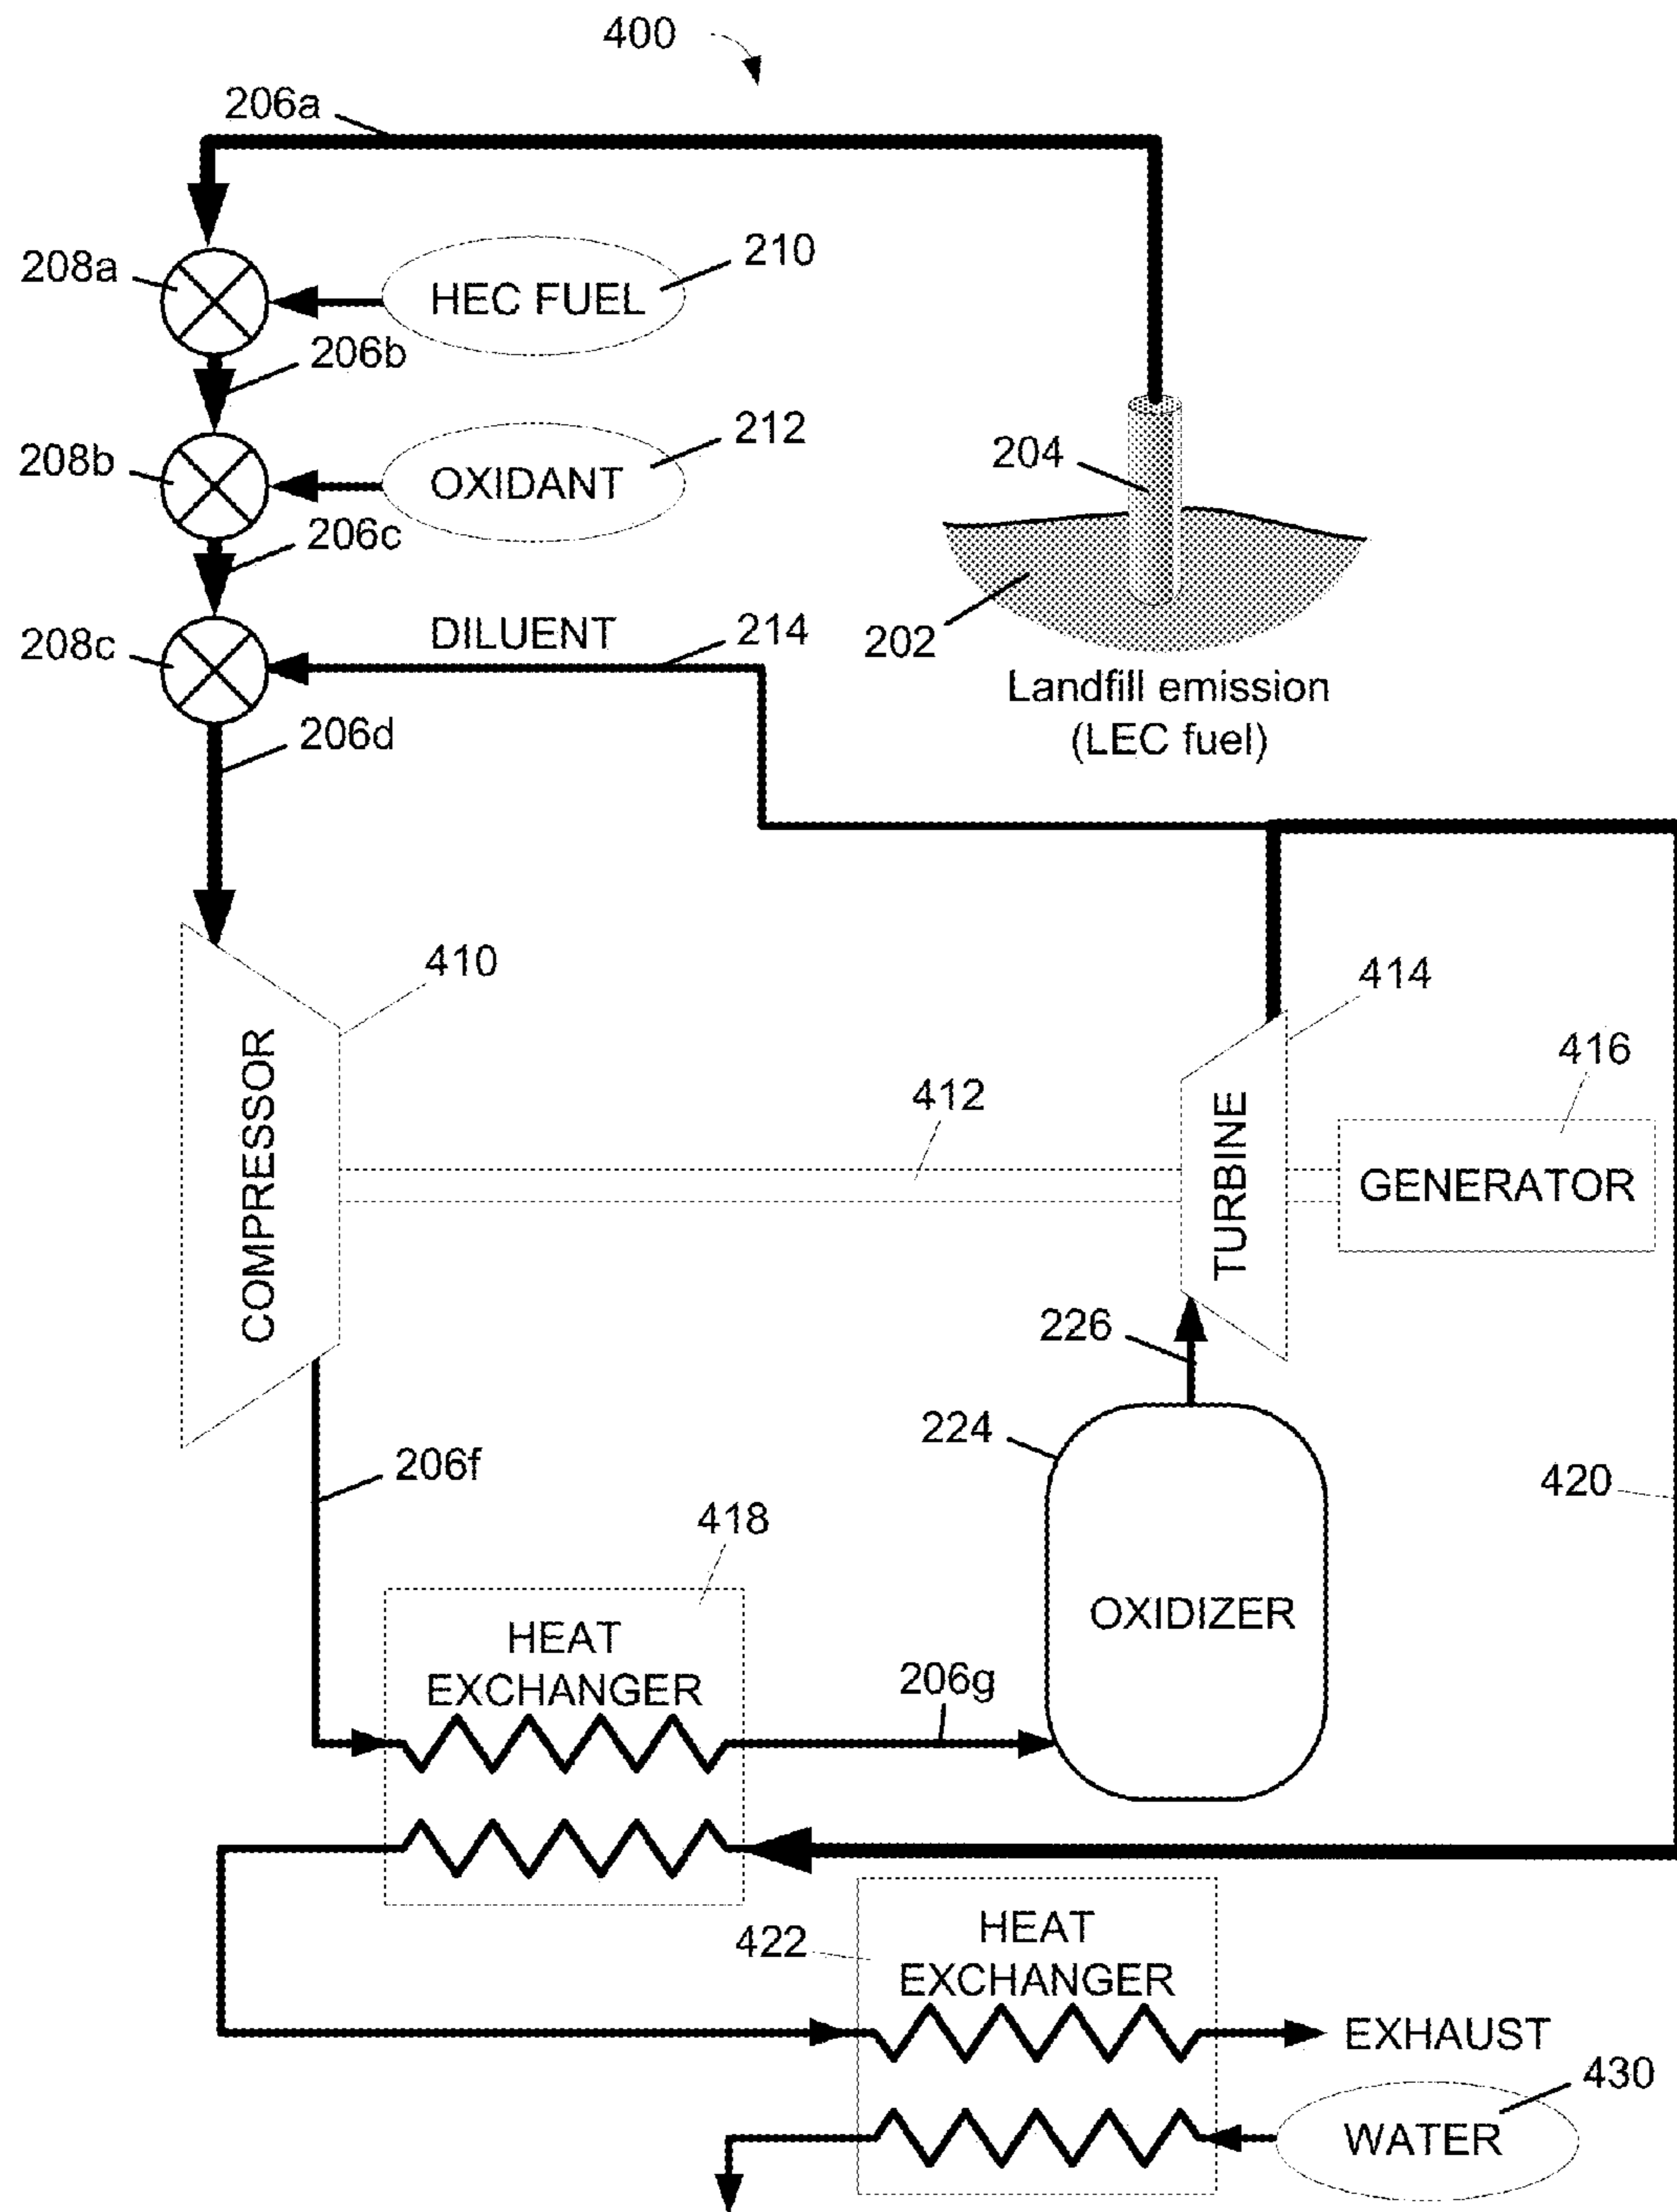 400
206a
208a
HEC FUEL
210
206b
208b
OXIDANT
212
206c
204
202
Landfill emission
(LEC fuel)
208c
DILUENT
214
206d
COMPRESSOR
410
412
TURBINE
414
416
GENERATOR
226
224
OXIDIZER
420
206f
418
HEAT
EXCHANGER
206g
422
HEAT
EXCHANGER
EXHAUST
430
WATER